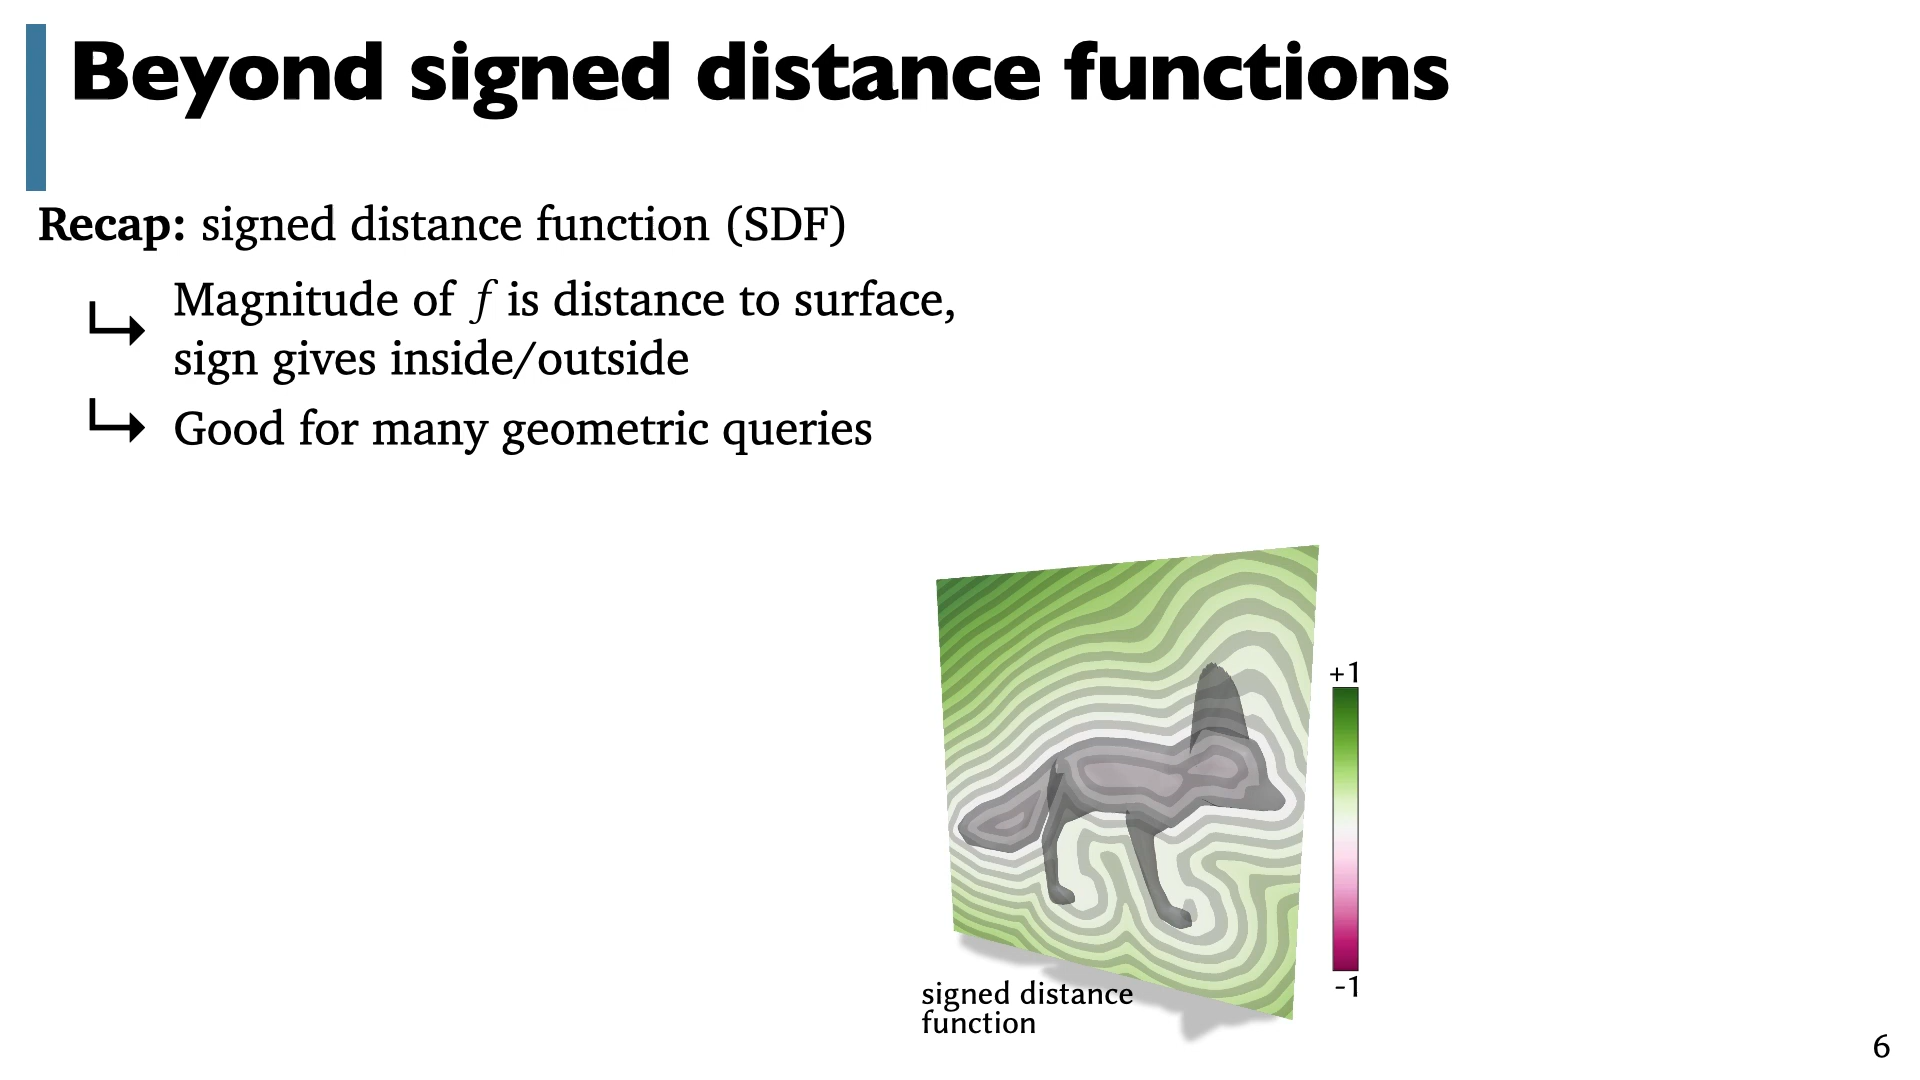 Beyond signed distance functions
Recap: signed distance function (SDF)
Magnitude of f is distance to surface,
sign gives inside/outside
Good for many geometric queries
+1
-1
signed distance
function
6